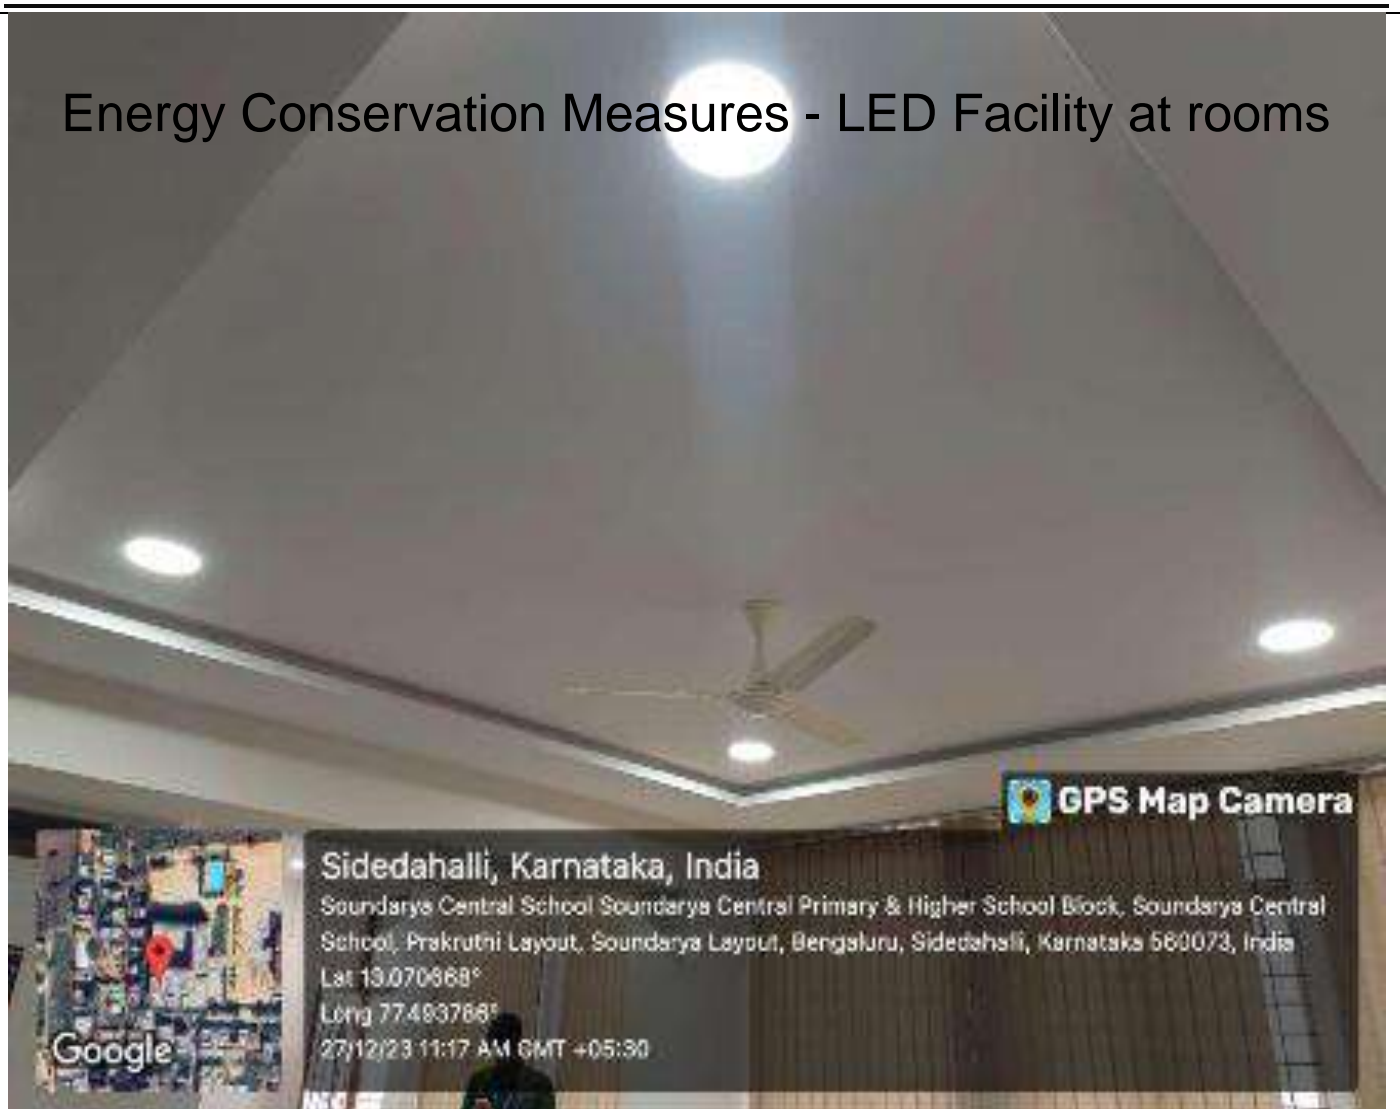 Energy Conservation Measures - LED Facility at rooms
GPS Map Camera
Sidedahalli, Karnataka, India
Soundarya Central School Soundarya Central Primary & Higher School Block, Soundarya Central
School, Prakruthi Layout, Soundarya Layout, Bengaluru, Sidedahalli, Karnataka 560073, India
Lat 13.070668°
Long 77.493786°
27/12/23 11:17 AM GMT +05:30
Google